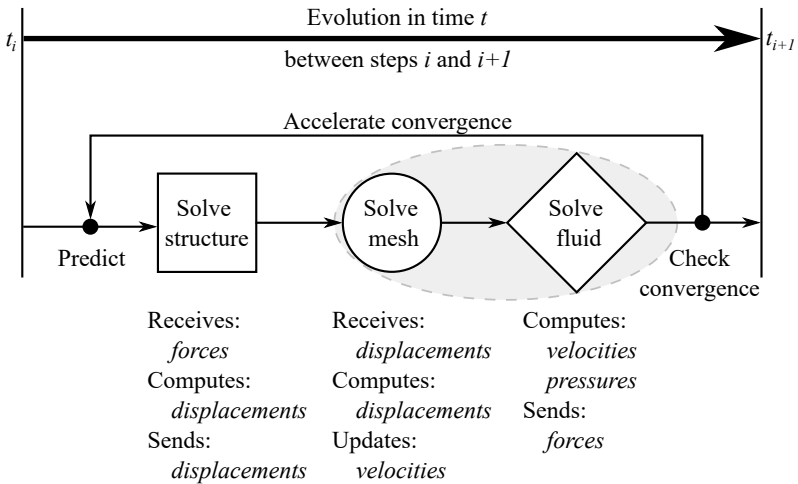 Evolution in time t
t_i
t_{i+1}
between steps i and i+1
Accelerate convergence
Predict
Solve
structure
Solve
mesh
Solve
fluid
Check
convergence
Receives:
forces
Computes:
displacements
Sends:
displacements
Receives:
displacements
Computes:
displacements
Updates:
velocities
Computes:
velocities
pressures
Sends:
forces